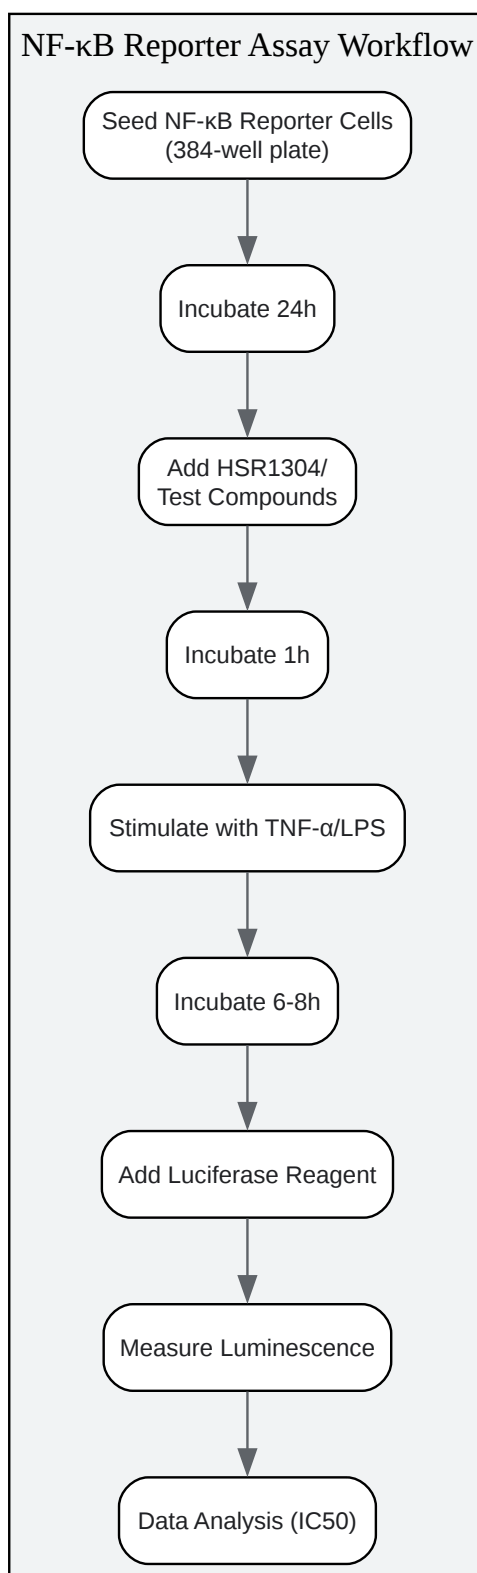 NF-κB Reporter Assay Workflow
Seed NF-κB Reporter Cells
(384-well plate)
Incubate 24h
Add HSR1304/
Test Compounds
Incubate 1h
Stimulate with TNF-α/LPS
Incubate 6-8h
Add Luciferase Reagent
Measure Luminescence
Data Analysis (IC50)